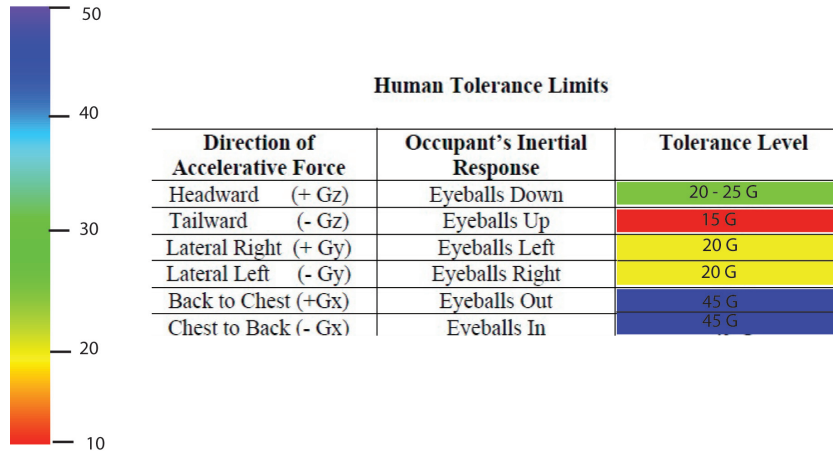 50
40
30
20
10
Human Tolerance Limits
Direction of Accelerative Force | Occupant's Inertial Response | Tolerance Level
Headward (+ Gz) | Eyeballs Down | 20 - 25 G
Tailward (- Gz) | Eyeballs Up | 15 G
Lateral Right (+ Gy) | Eyeballs Left | 20 G
Lateral Left (- Gy) | Eyeballs Right | 20 G
Back to Chest (+Gx) | Eyeballs Out | 45 G
Chest to Back (- Gx) | Eyeballs In | 45 G